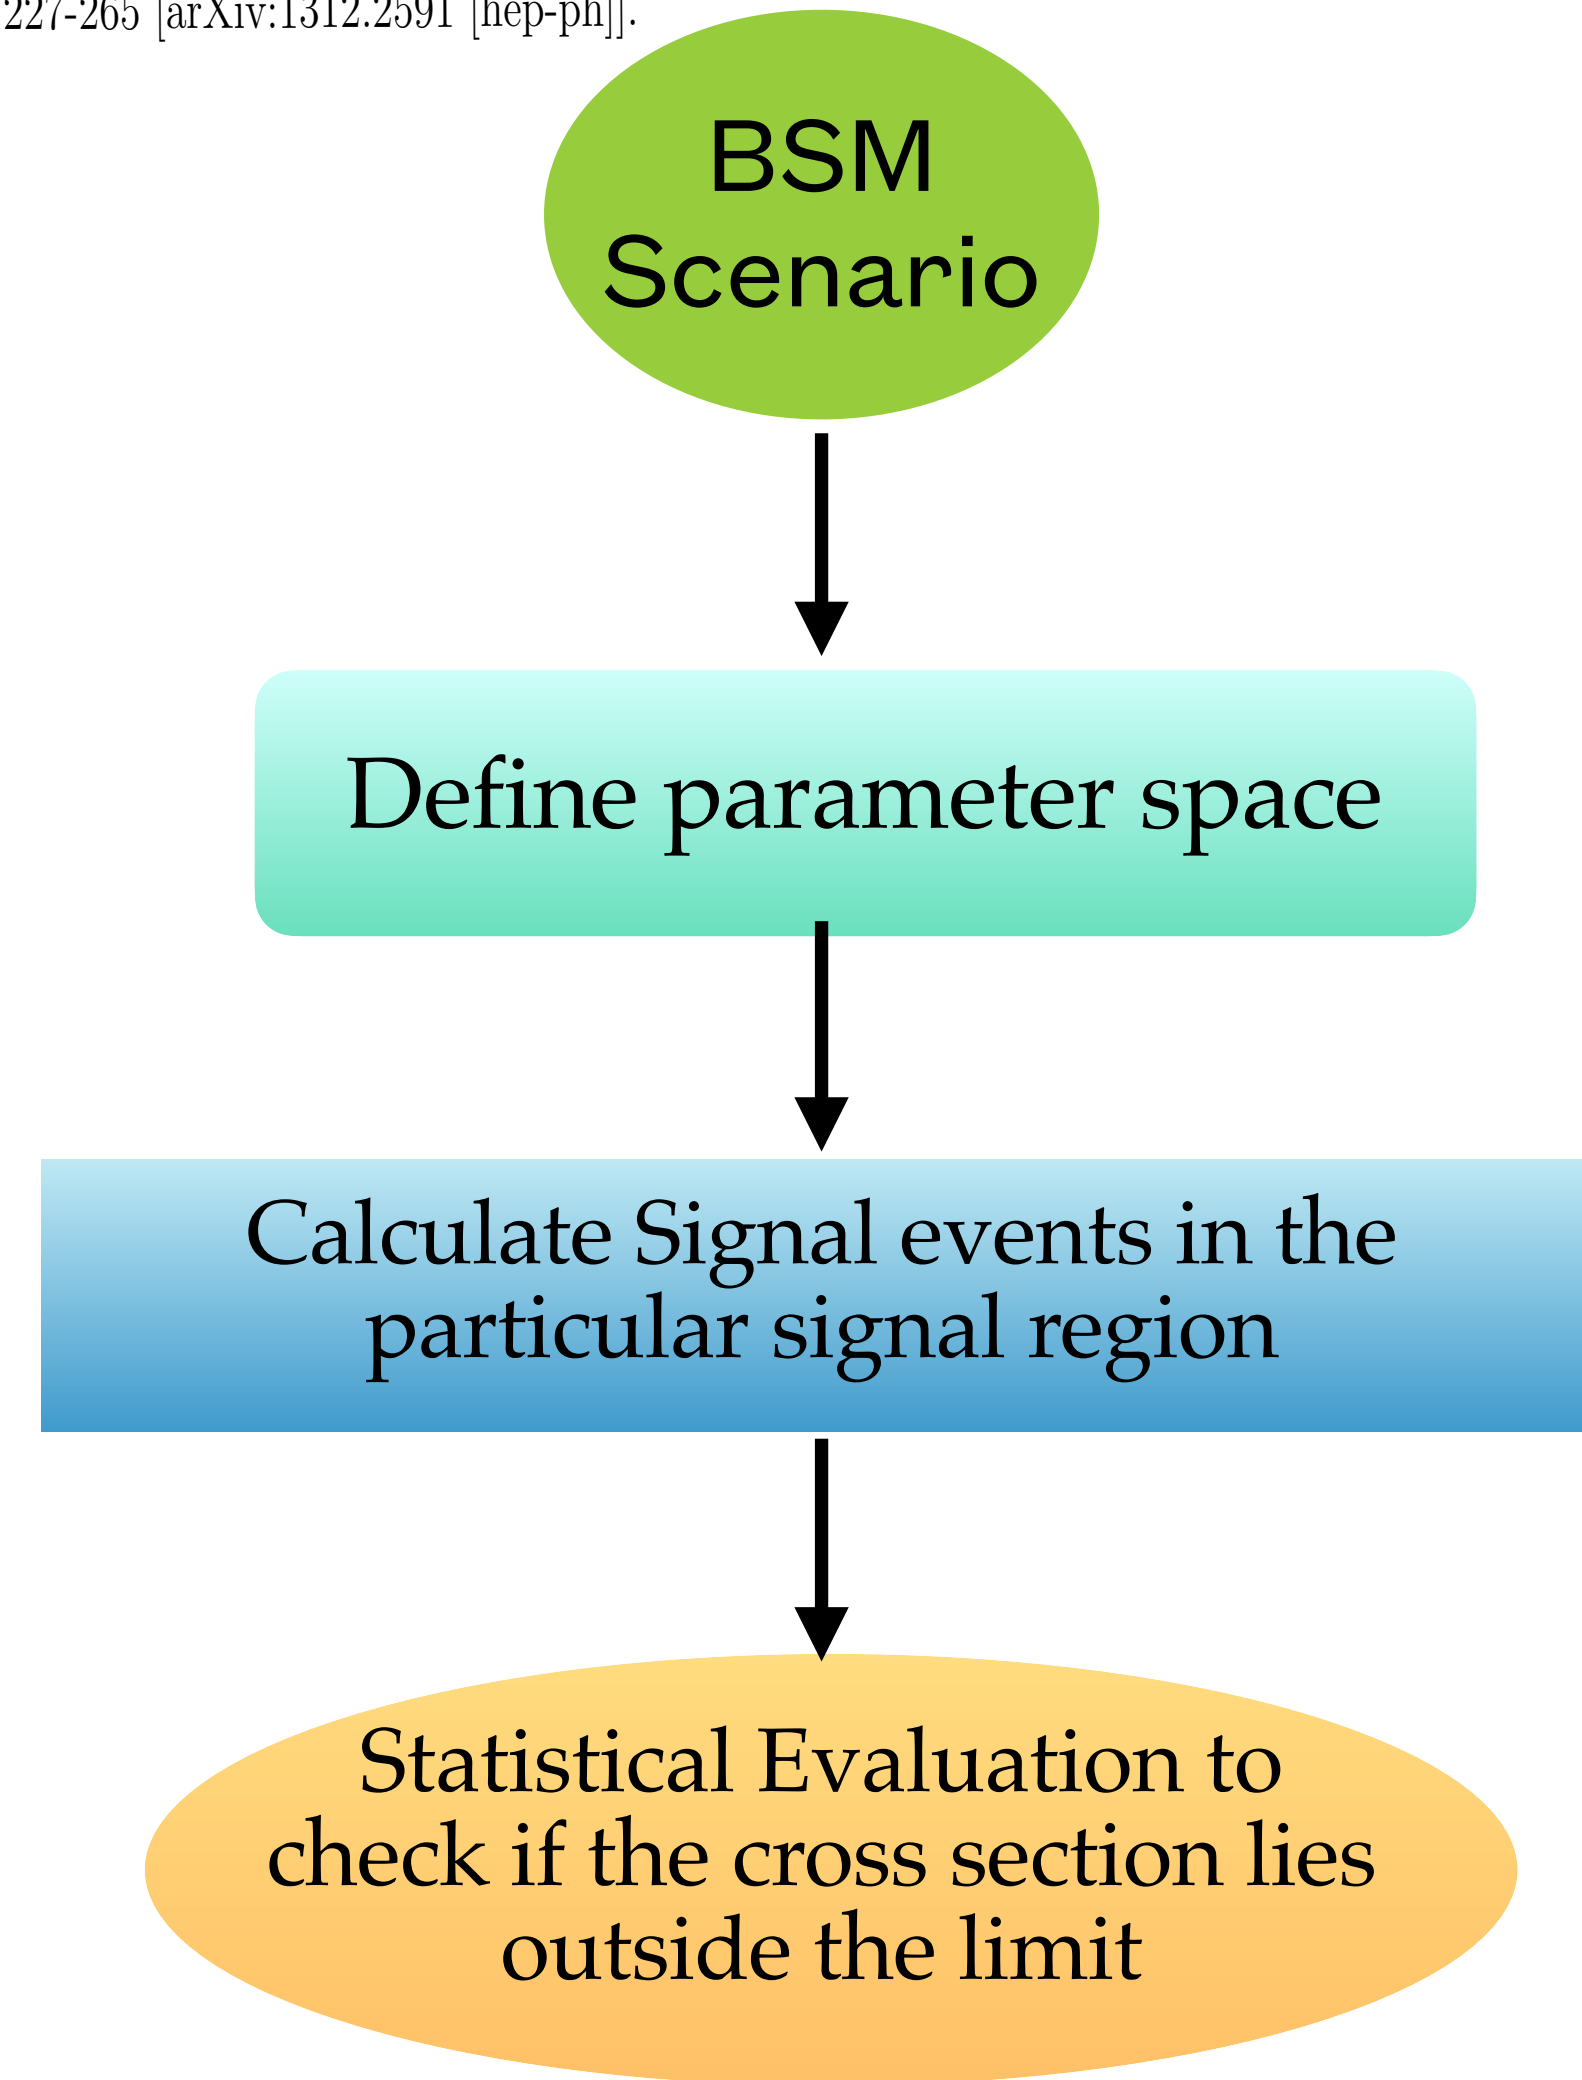 227-265 [arXiv:1312.2591 [hep-ph]].
BSM
Scenario
Define parameter space
Calculate Signal events in the
particular signal region
Statistical Evaluation to
check if the cross section lies
outside the limit